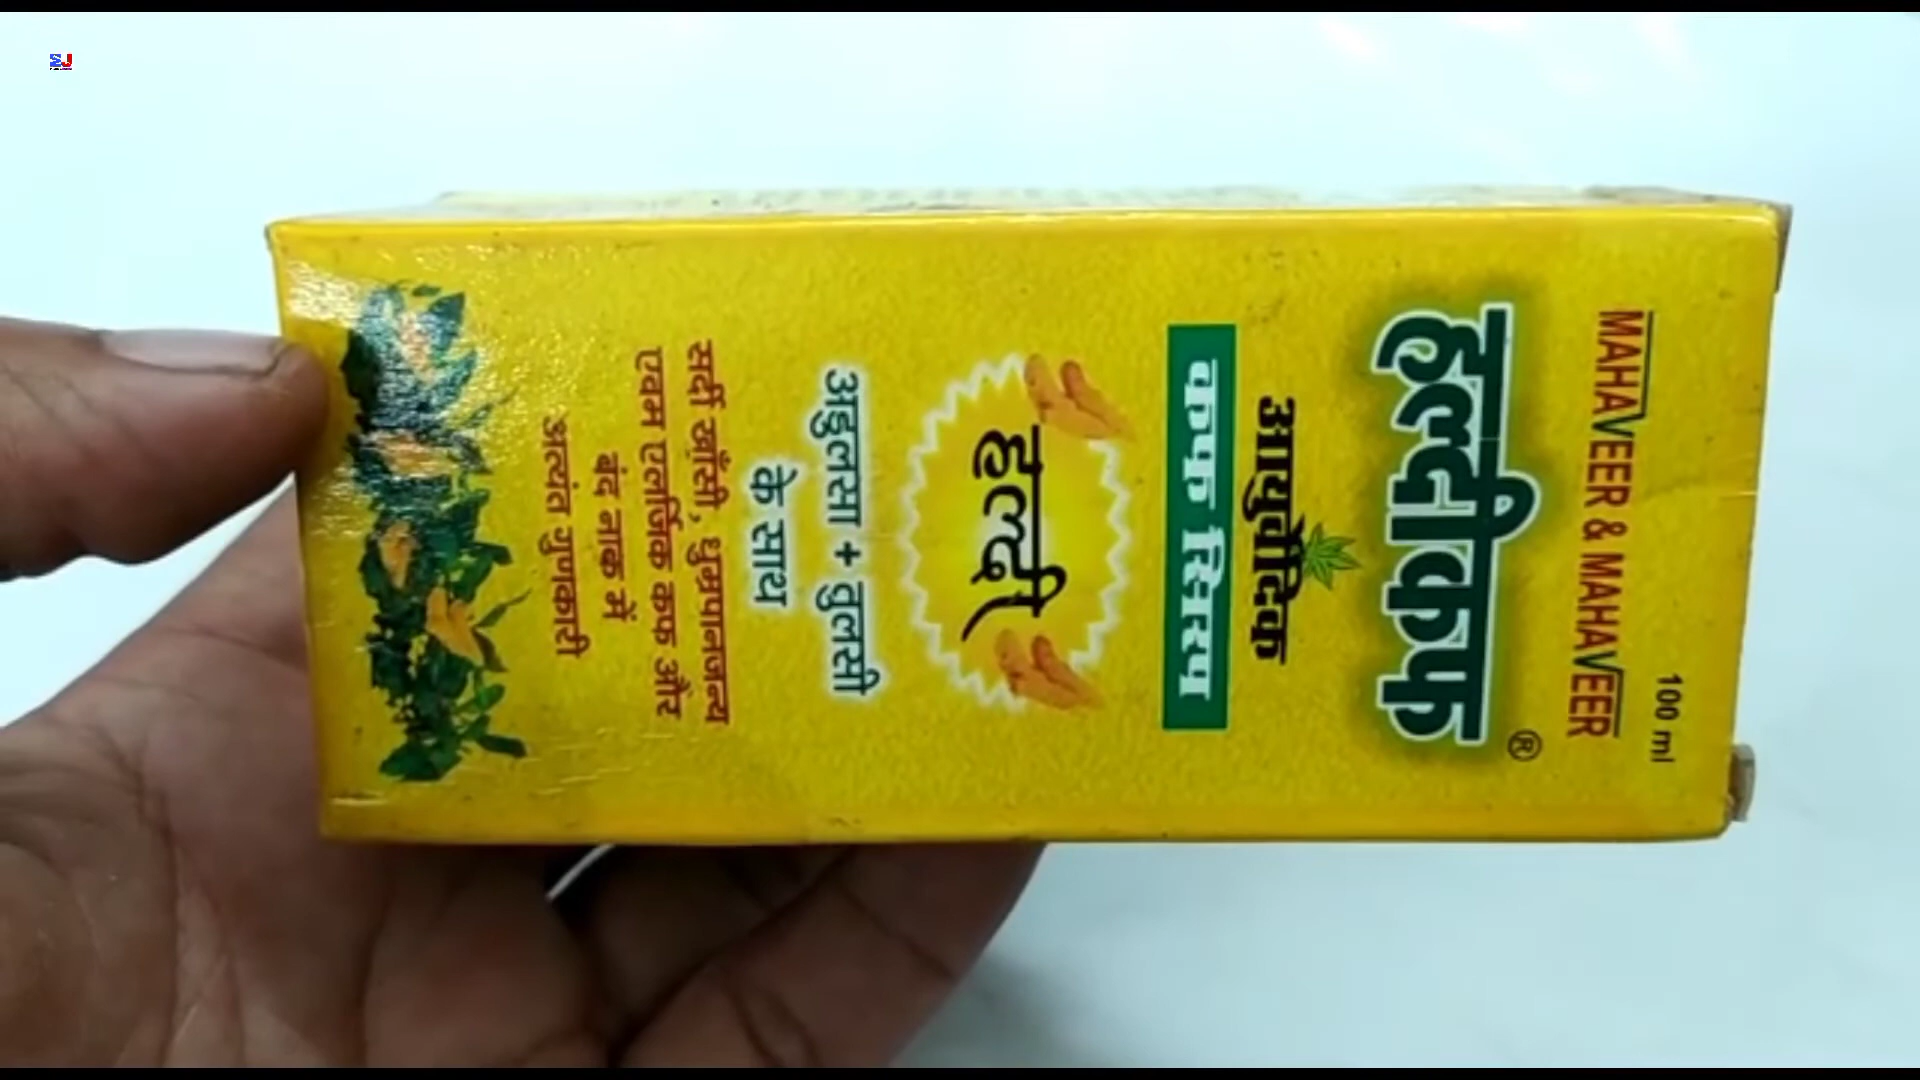 SJ
100 ml
MAHAVEER & MAHAVEER
हल्दीकफ ®
आयुर्वेदिक
कफ सिरप
हल्दी
अडुलसा + तुलसी
के साथ
सर्दी खाँसी, धुम्रपानजन्य
एवम एलर्जिक कफ और
बंद नाक में
अत्यंत गुणकारी